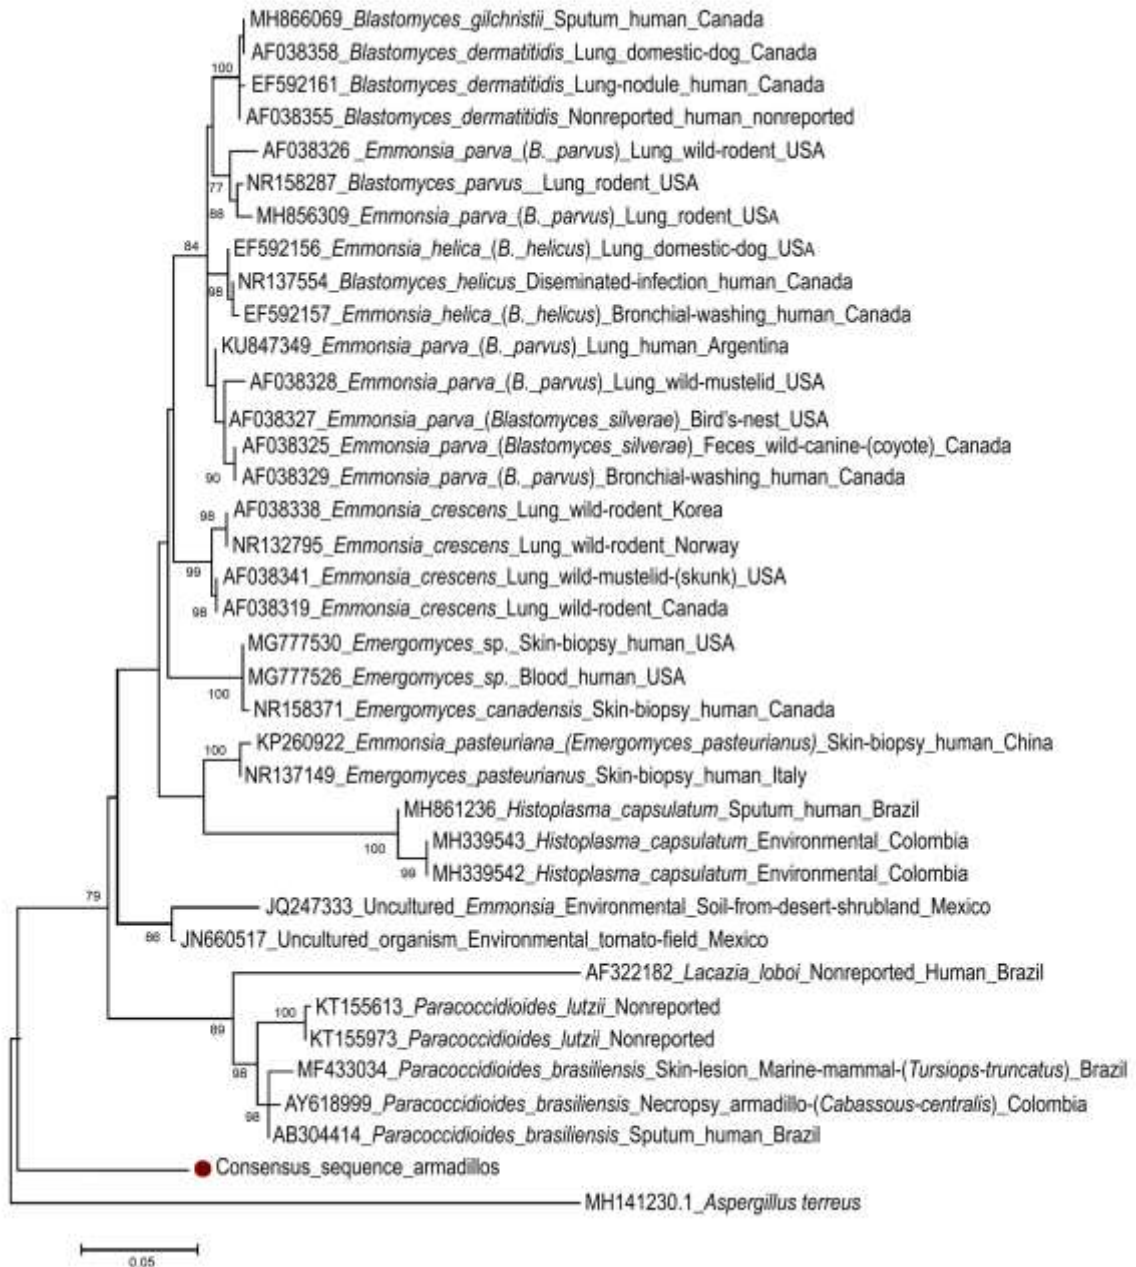 MH866069_Blastomyces_gilchristii_Sputum_human_Canada
AF038358_Blastomyces_dermatitidis_Lung_domestic-dog_Canada
100
EF592161_Blastomyces_dermatitidis_Lung-nodule_human_Canada
AF038355_Blastomyces_dermatitidis_Nonreported_human_nonreported
AF038326_Emmonsia_parva_(B._parvus)_Lung_wild-rodent_USA
77
NR158287_Blastomyces_parvus__Lung_rodent_USA
88
MH856309_Emmonsia_parva_(B._parvus)_Lung_rodent_USA
84
EF592156_Emmonsia_helica_(B._helicus)_Lung_domestic-dog_USA
NR137554_Blastomyces_helicus_Diseminated-infection_human_Canada
98
EF592157_Emmonsia_helica_(B._helicus)_Bronchial-washing_human_Canada
KU847349_Emmonsia_parva_(B._parvus)_Lung_human_Argentina
AF038328_Emmonsia_parva_(B._parvus)_Lung_wild-mustelid_USA
AF038327_Emmonsia_parva_(Blastomyces_silverae)_Bird's-nest_USA
AF038325_Emmonsia_parva_(Blastomyces_silverae)_Feces_wild-canine-(coyote)_Canada
90
AF038329_Emmonsia_parva_(B._parvus)_Bronchial-washing_human_Canada
98
AF038338_Emmonsia_crescens_Lung_wild-rodent_Korea
NR132795_Emmonsia_crescens_Lung_wild-rodent_Norway
99
AF038341_Emmonsia_crescens_Lung_wild-mustelid-(skunk)_USA
98
AF038319_Emmonsia_crescens_Lung_wild-rodent_Canada
MG777530_Emergomyces_sp._Skin-biopsy_human_USA
MG777526_Emergomyces_sp._Blood_human_USA
100
NR158371_Emergomyces_canadensis_Skin-biopsy_human_Canada
100
KP260922_Emmonsia_pasteuriana_(Emergomyces_pasteurianus)_Skin-biopsy_human_China
NR137149_Emergomyces_pasteurianus_Skin-biopsy_human_Italy
MH861236_Histoplasma_capsulatum_Sputum_human_Brazil
100
MH339543_Histoplasma_capsulatum_Environmental_Colombia
99
MH339542_Histoplasma_capsulatum_Environmental_Colombia
79
JQ247333_Uncultured_Emmonsia_Environmental_Soil-from-desert-shrubland_Mexico
JN660517_Uncultured_organism_Environmental_tomato-field_Mexico
AF322182_Lacazia_loboi_Nonreported_Human_Brazil
100
KT155613_Paracoccidioides_lutzii_Nonreported
89
KT155973_Paracoccidioides_lutzii_Nonreported
98
MF433034_Paracoccidioides_brasiliensis_Skin-lesion_Marine-mammal-(Tursiops-truncatus)_Brazil
AY618999_Paracoccidioides_brasiliensis_Necropsy_armadillo-(Cabassous-centralis)_Colombia
98
AB304414_Paracoccidioides_brasiliensis_Sputum_human_Brazil
Consensus_sequence_armadillos
MH141230.1_Aspergillus terreus
0.05